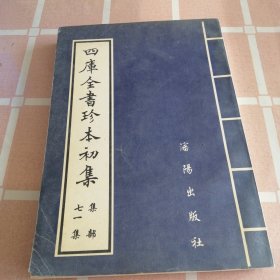 四庫全書珍本初集
集部
七一集
瀋陽出版社